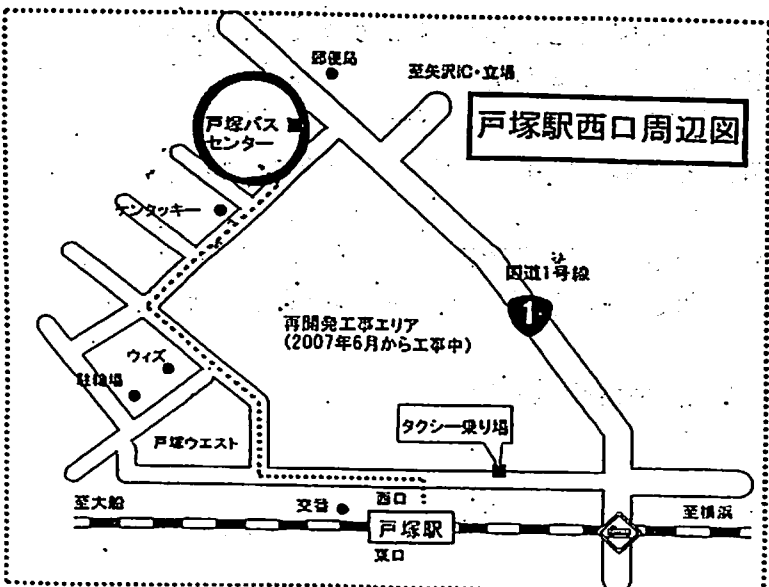 郵便局
至矢沢IC・立場
戸塚駅西口周辺図
戸塚バス
センター
ケンタッキー
国道1号線
1
再開発工事エリア
(2007年6月から工事中)
ウィズ
駐輪場
戸塚ウエスト
タクシー乗り場
至大船
交番
西口
至横浜
戸塚駅
東口